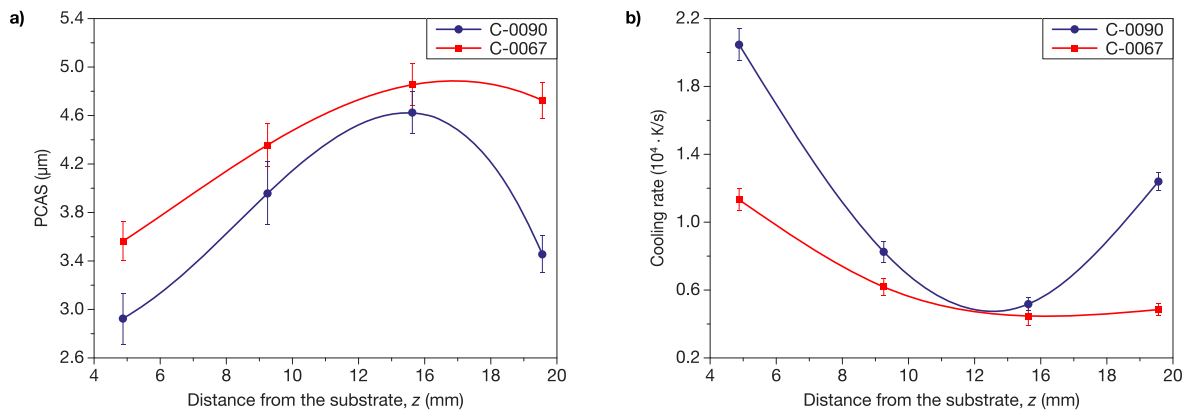 a)
5.4
5.0
4.6
4.2
3.8
3.4
3.0
2.6
PCAS (µm)
C-0090
C-0067
4 6 8 10 12 14 16 18 20
Distance from the substrate, z (mm)
b)
2.2
1.8
1.4
1.0
0.6
0.2
Cooling rate (10⁴ · K/s)
C-0090
C-0067
4 6 8 10 12 14 16 18 20
Distance from the substrate, z (mm)